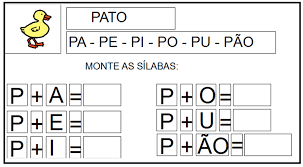 PATO
PA - PE - PI - PO - PU - PÃO
MONTE AS SÍLABAS:
P + A = P + O =
P + E = P + U =
P + I = P + ÃO =